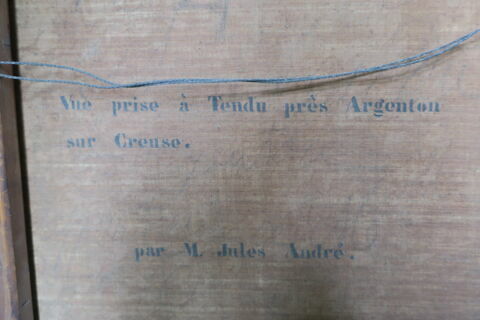 Vue prise à Tendu près Argenton
sur Creuse.
par M. Jules André.